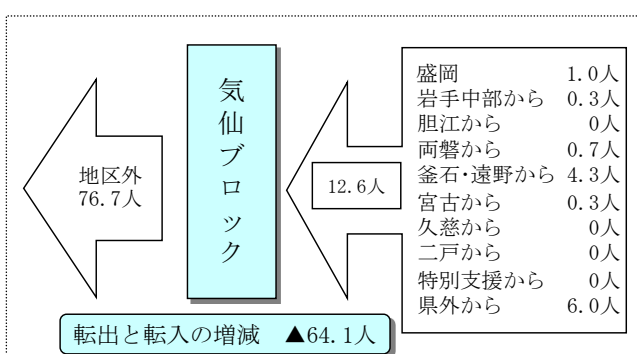 地区外
76.7人
気仙ブロック
12.6人
盛岡 1.0人
岩手中部から 0.3人
胆江から 0人
両磐から 0.7人
釜石・遠野から 4.3人
宮古から 0.3人
久慈から 0人
二戸から 0人
特別支援から 0人
県外から 6.0人
転出と転入の増減 ▲64.1人